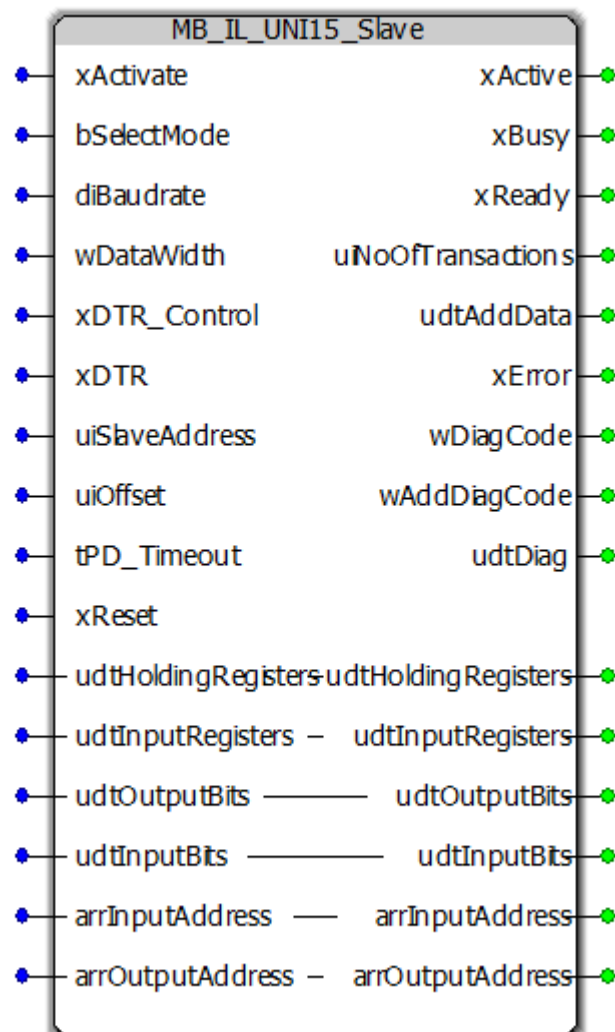 MB_IL_UNI15_Slave
xActivate xActive
bSelectMode xBusy
diBaudrate xReady
wDataWidth uiNoOfTransactions
xDTR_Control udtAddData
xDTR xError
uiSlaveAddress wDiagCode
uiOffset wAddDiagCode
tPD_Timeout udtDiag
xReset
udtHoldingRegisters udtHoldingRegisters
udtInputRegisters udtInputRegisters
udtOutputBits udtOutputBits
udtInputBits udtInputBits
arrInputAddress arrInputAddress
arrOutputAddress arrOutputAddress